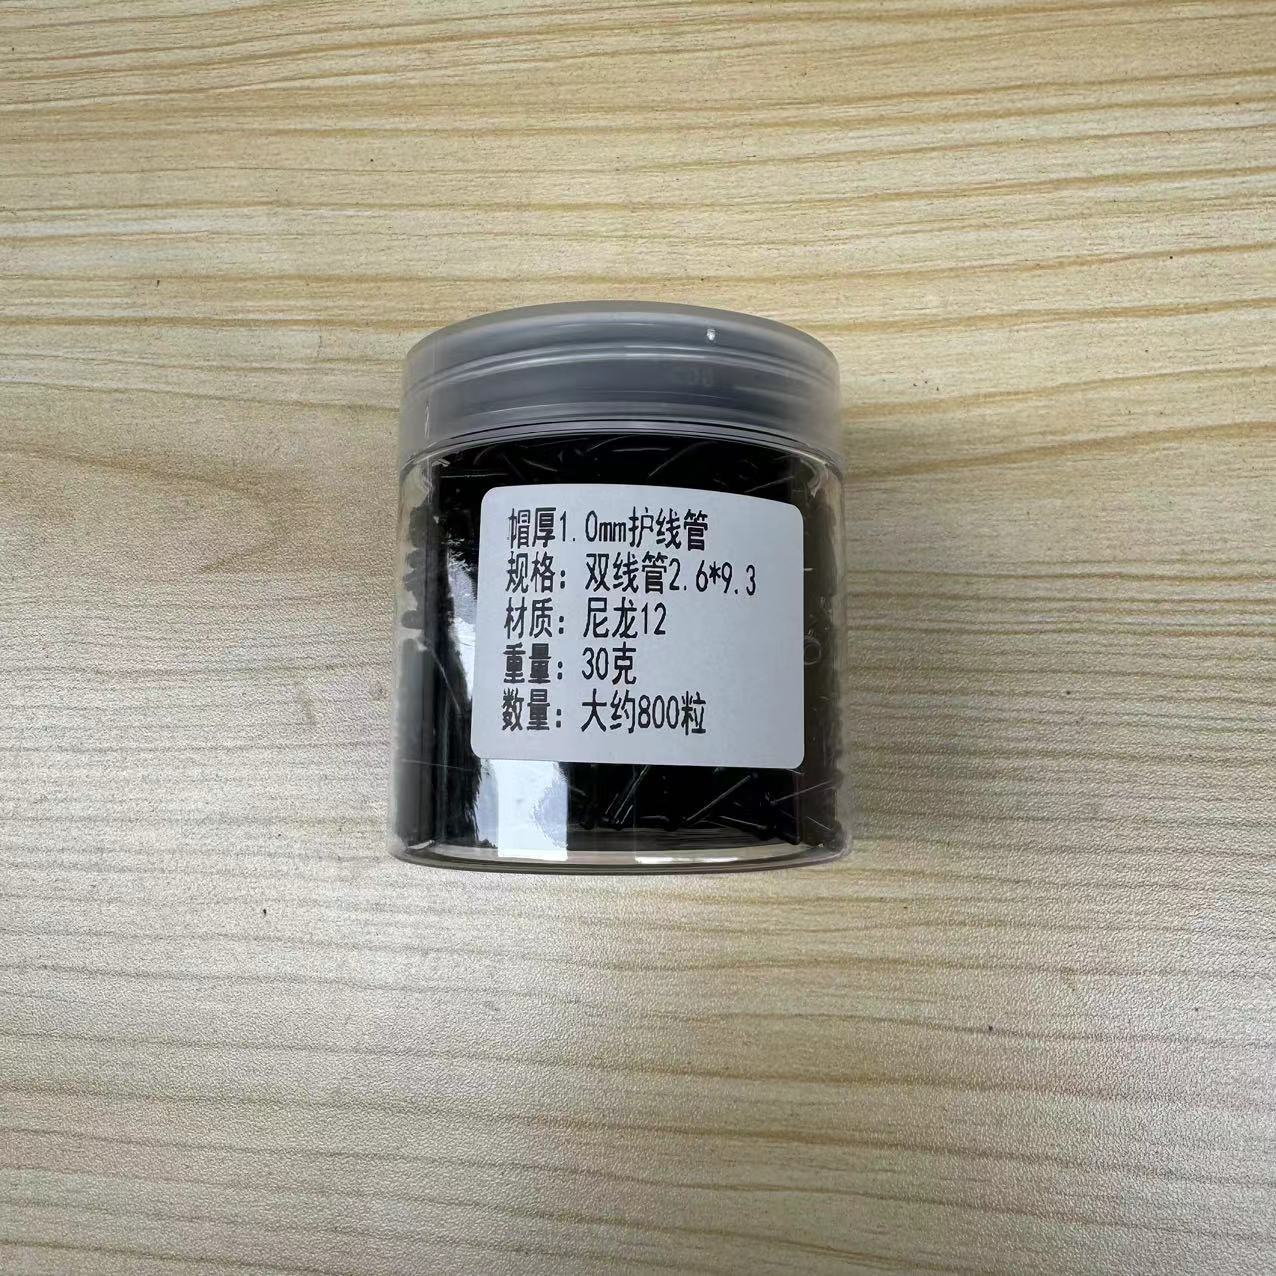 帽厚1.0mm护线管
规格：双线管2.6*9.3
材质：尼龙12
重量：30克
数量：大约800粒